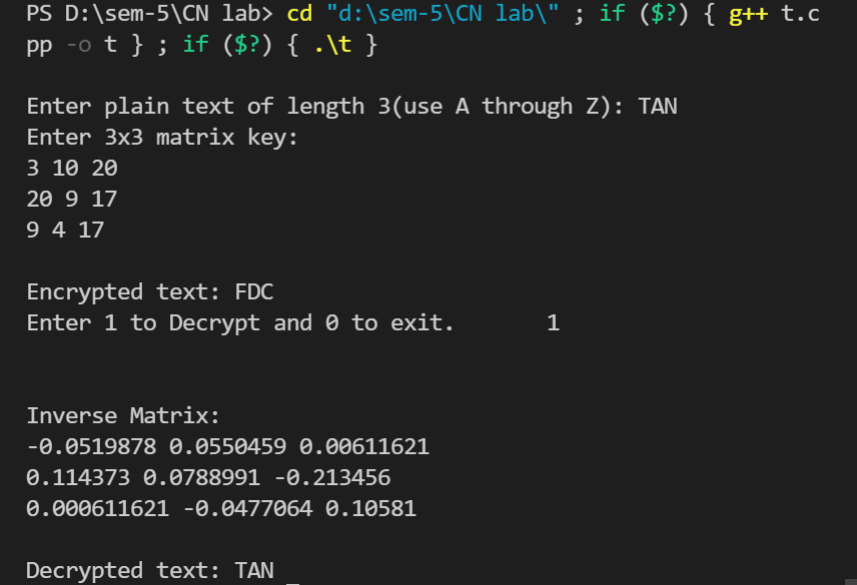 PS D:\sem-5\CN lab> cd "d:\sem-5\CN lab\" ; if ($?) { g++ t.c
pp -o t } ; if ($?) { .\t }
Enter plain text of length 3(use A through Z): TAN
Enter 3x3 matrix key:
3 10 20
20 9 17
9 4 17
Encrypted text: FDC
Enter 1 to Decrypt and 0 to exit. 1
Inverse Matrix:
-0.0519878 0.0550459 0.00611621
0.114373 0.0788991 -0.213456
0.000611621 -0.0477064 0.10581
Decrypted text: TAN